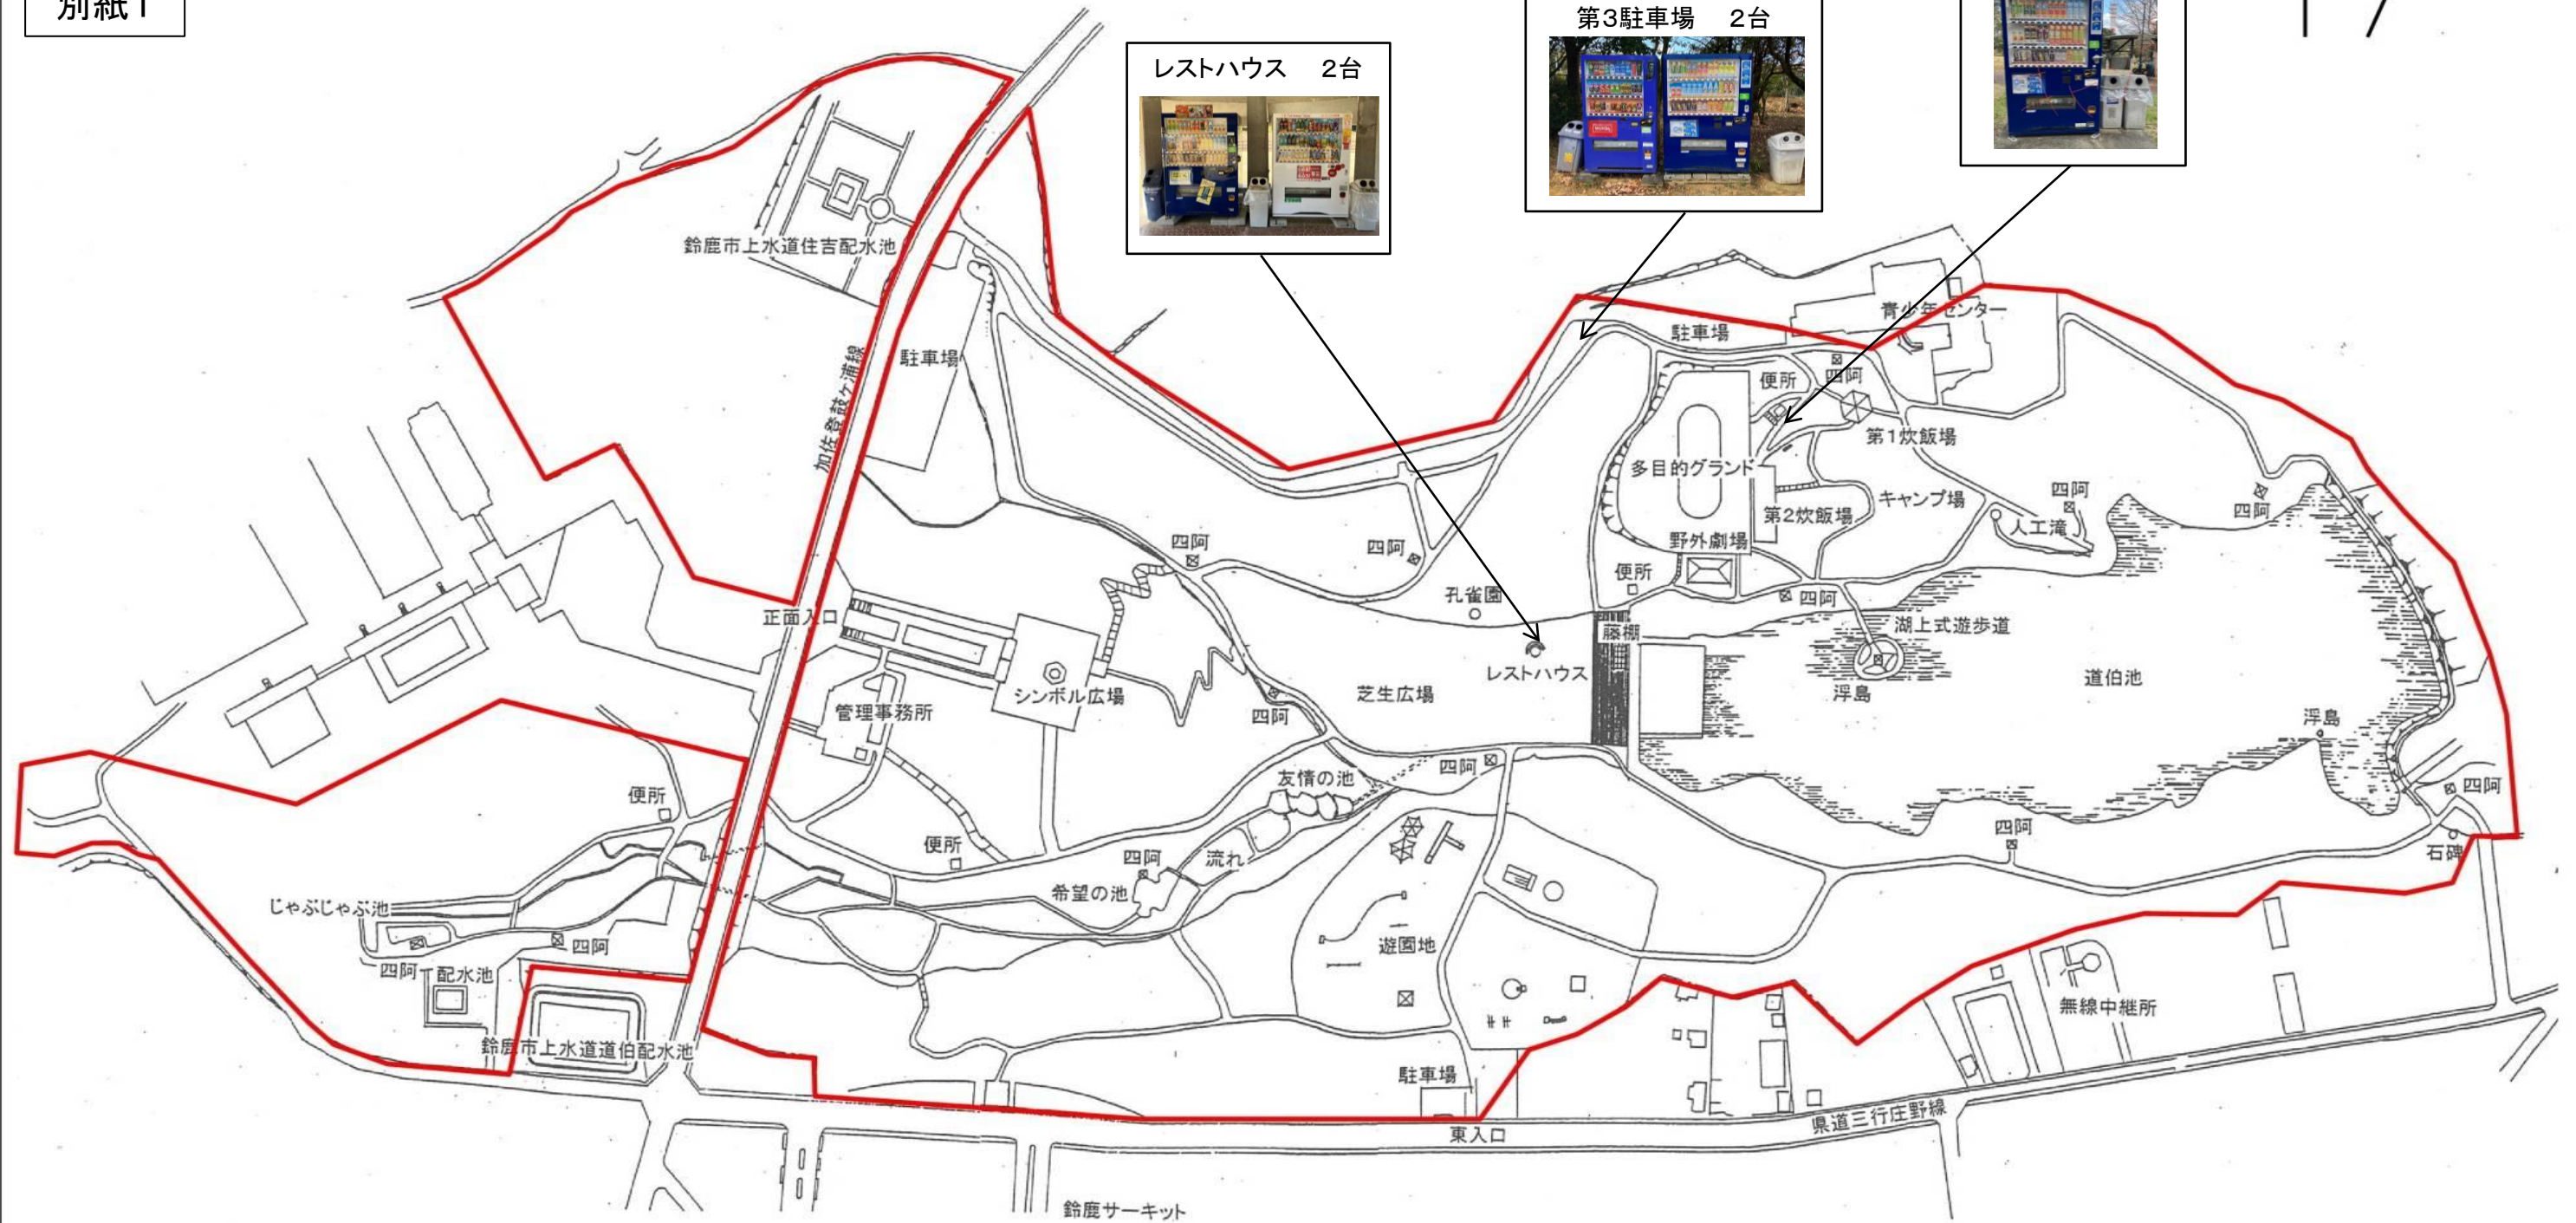 別紙1
第3駐車場 2台
レストハウス 2台
鈴鹿市上水道住吉配水池
青少年センター
駐車場
駐車場
加佐登鼓ケ浦線
便所
四阿
第1炊飯場
多目的グランド
四阿
キャンプ場
四阿
第2炊飯場
人工滝
四阿
四阿
野外劇場
便所
孔雀園
四阿
正面入口
藤棚
湖上式遊歩道
レストハウス
道伯池
シンボル広場
芝生広場
浮島
管理事務所
四阿
浮島
四阿
友情の池
四阿
便所
四阿
便所
四阿
流れ
石碑
希望の池
じゃぶじゃぶ池
四阿
遊園地
四阿
配水池
無線中継所
鈴鹿市上水道道伯配水池
駐車場
県道三行庄野線
東入口
鈴鹿サーキット